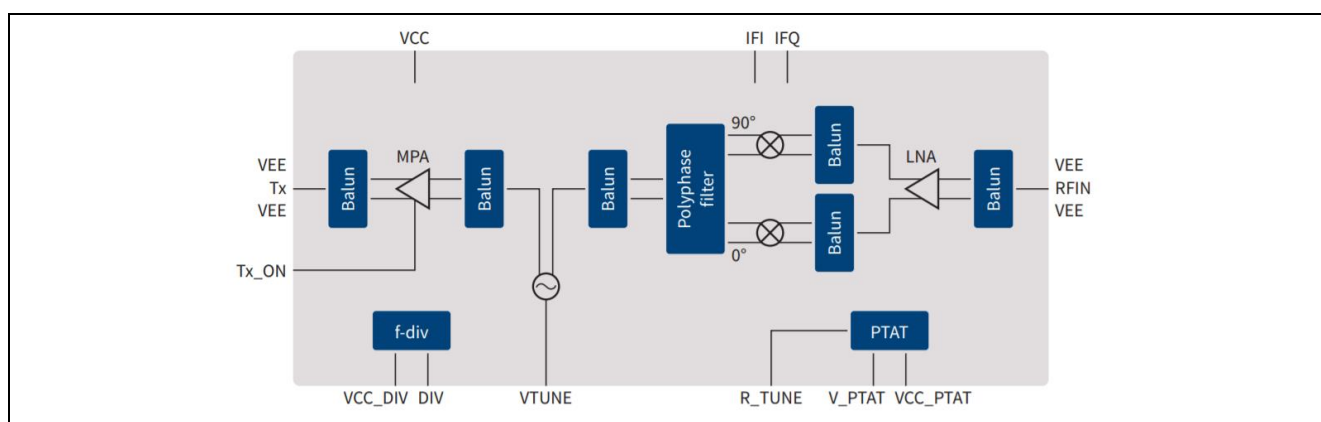 VCC
IFI IFQ
90°
VEE
Tx
VEE
Balun
MPA
Balun
Balun
Polyphase
filter
Balun
LNA
Balun
VEE
RFIN
VEE
Balun
0°
Tx_ON
f-div
PTAT
VCC_DIV DIV
VTUNE
R_TUNE
V_PTAT VCC_PTAT